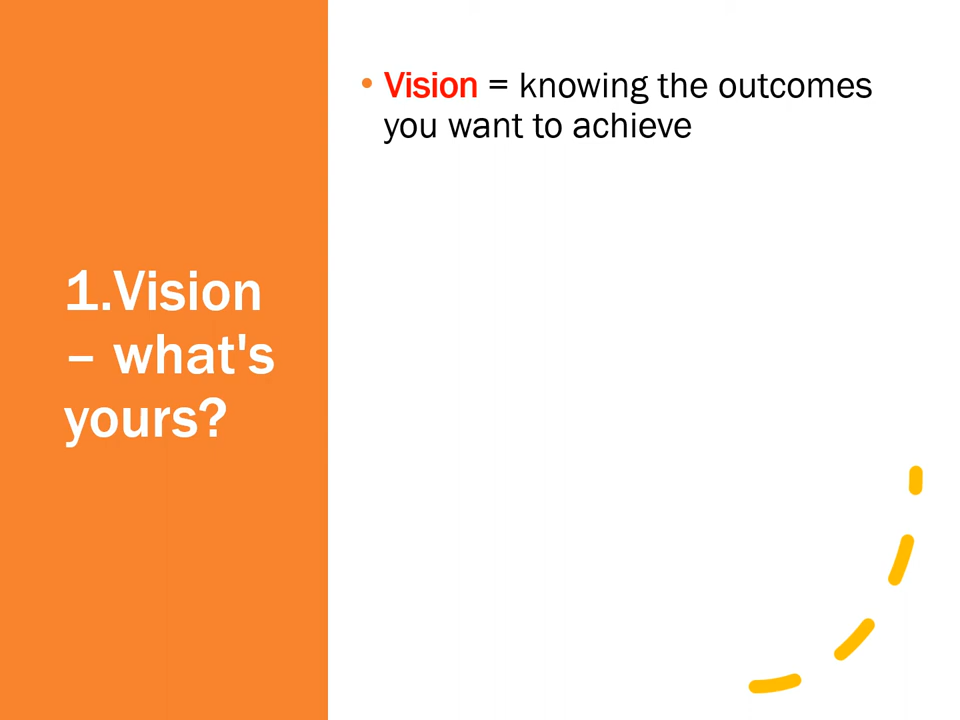 1.Vision
– what's
yours?
• Vision = knowing the outcomes
you want to achieve